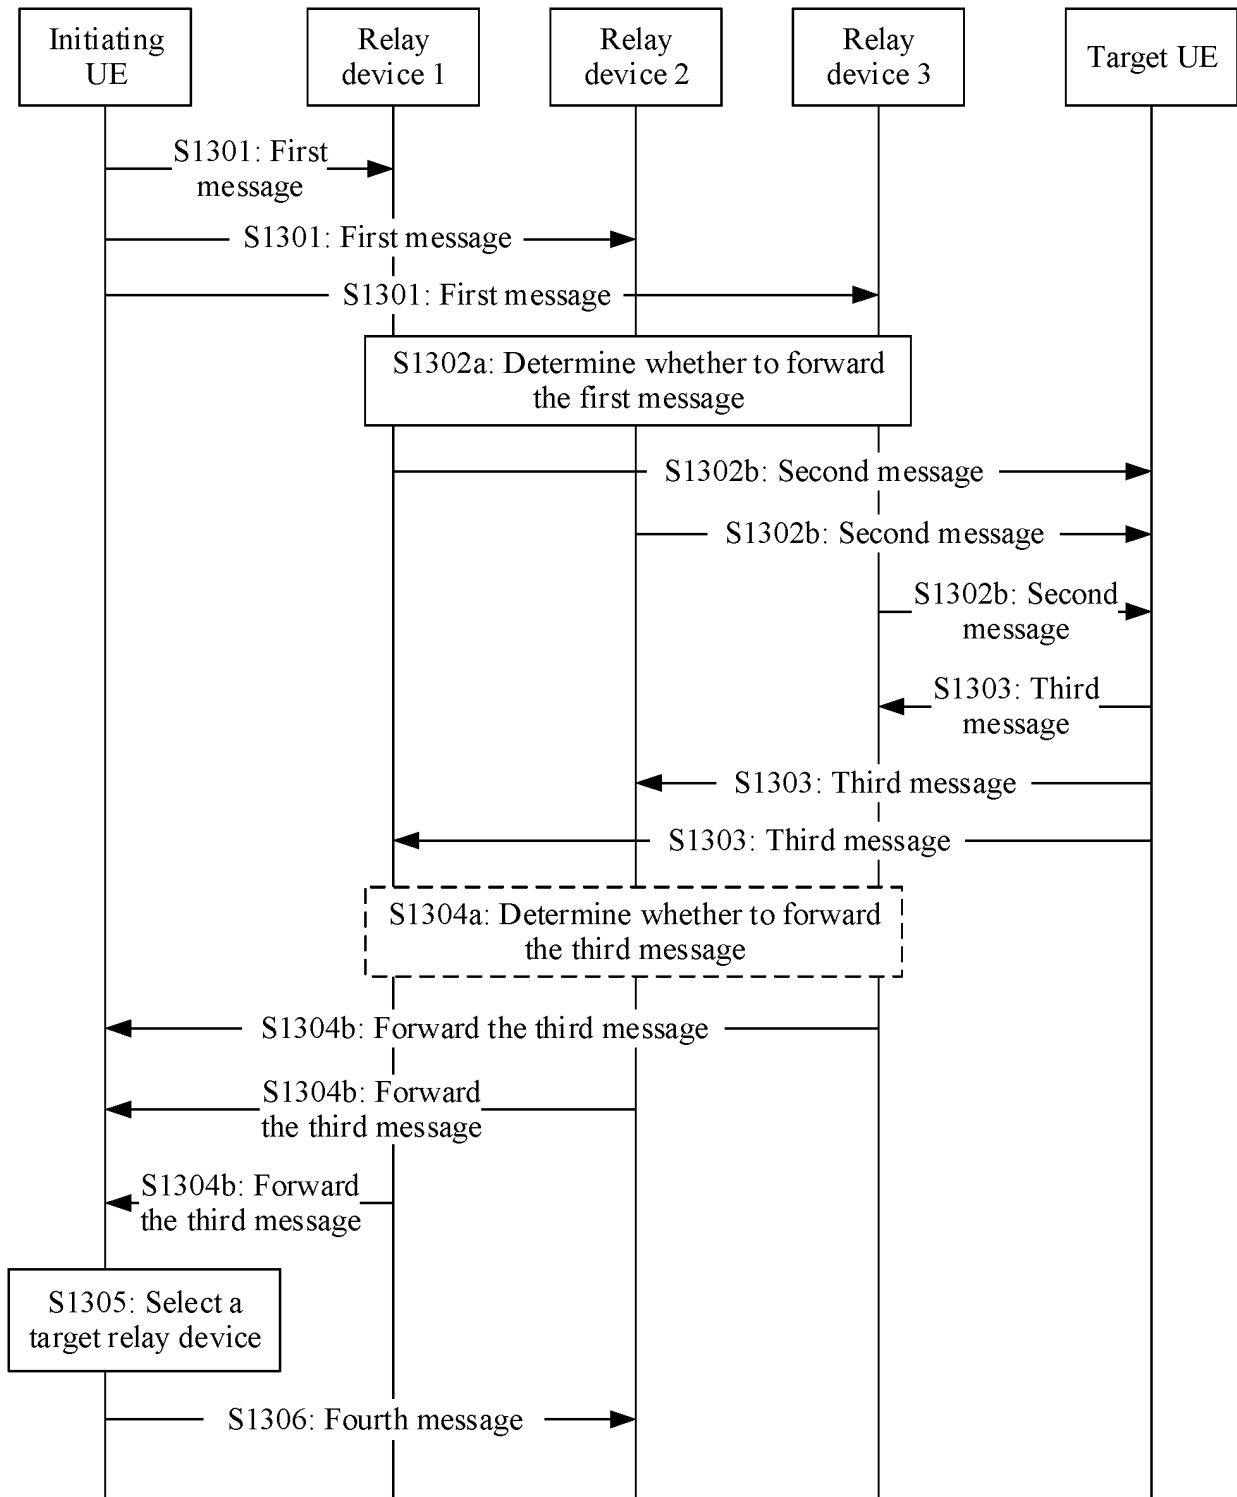 Initiating
UE
Relay
device 1
Relay
device 2
Relay
device 3
Target UE
S1301: First
message
S1301: First message
S1301: First message
S1302a: Determine whether to forward
the first message
S1302b: Second message
S1302b: Second message
S1302b: Second
message
S1303: Third
message
S1303: Third message
S1303: Third message
S1304a: Determine whether to forward
the third message
S1304b: Forward the third message
S1304b: Forward
the third message
S1304b: Forward
the third message
S1305: Select a
target relay device
S1306: Fourth message